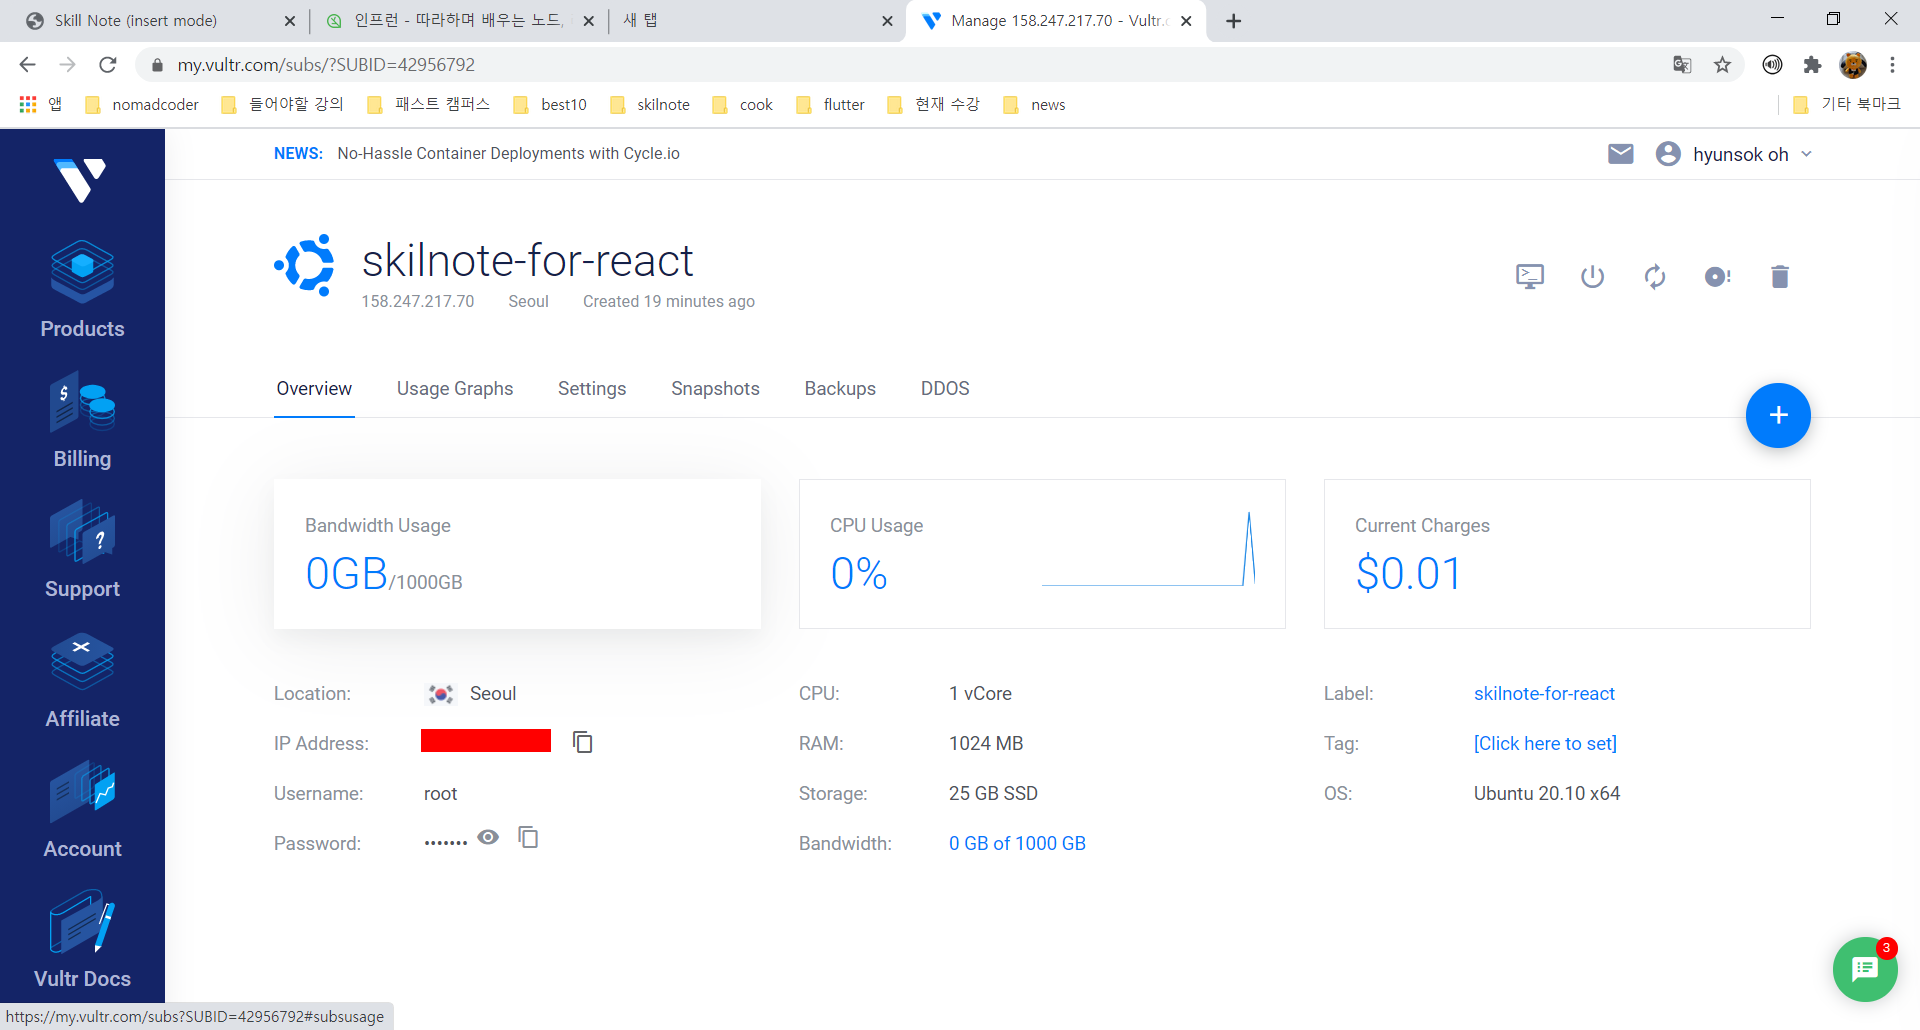 Skill Note (insert mode)
인프런 - 따라하며 배우는 노드,
새 탭
Manage 158.247.217.70 - Vultr.c
my.vultr.com/subs/?SUBID=42956792
앱
nomadcoder
들어야할 강의
패스트 캠퍼스
best10
skilnote
cook
flutter
현재 수강
news
기타 북마크
NEWS: No-Hassle Container Deployments with Cycle.io
hyunsok oh
Products
Billing
Support
Affiliate
Account
Vultr Docs
skilnote-for-react
158.247.217.70 Seoul Created 19 minutes ago
Overview Usage Graphs Settings Snapshots Backups DDOS
+
Bandwidth Usage
0GB/1000GB
CPU Usage
0%
Current Charges
$0.01
Location: Seoul
IP Address:
Username: root
Password: •••••••
CPU: 1 vCore
RAM: 1024 MB
Storage: 25 GB SSD
Bandwidth: 0 GB of 1000 GB
Label: skilnote-for-react
Tag: [Click here to set]
OS: Ubuntu 20.10 x64
3
https://my.vultr.com/subs?SUBID=42956792#subsusage